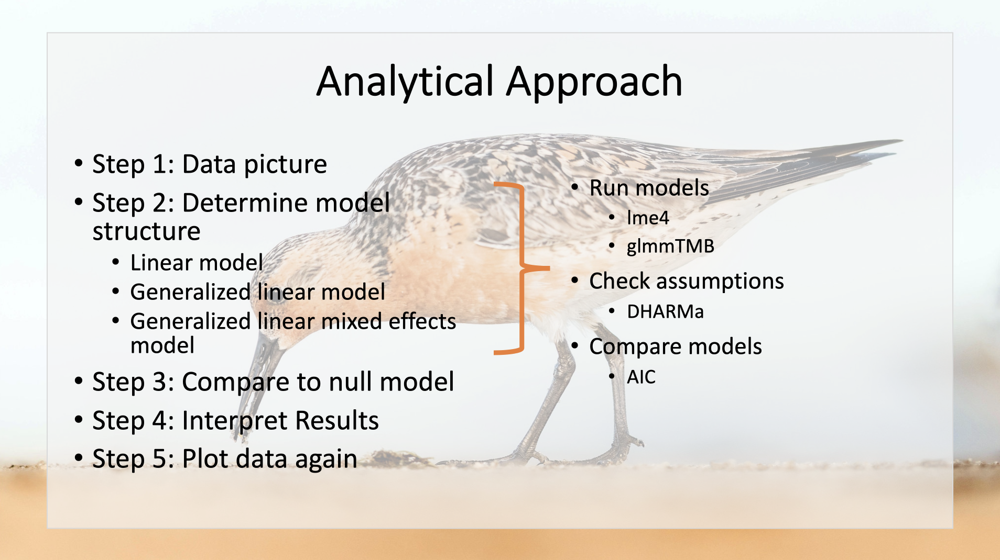 Analytical Approach
• Step 1: Data picture
• Step 2: Determine model
structure
• Linear model
• Generalized linear model
• Generalized linear mixed effects
model
• Step 3: Compare to null model
• Step 4: Interpret Results
• Step 5: Plot data again
• Run models
• lme4
• glmmTMB
• Check assumptions
• DHARMa
• Compare models
• AIC